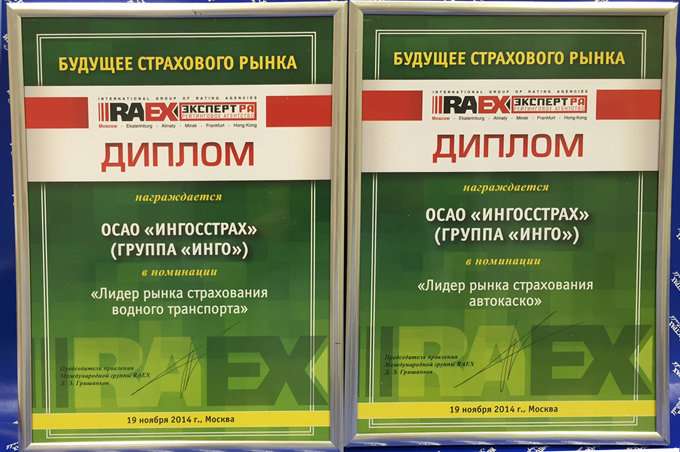 БУДУЩЕЕ СТРАХОВОГО РЫНКА
INTERNATIONAL GROUP OF RATING AGENCIES
RAEX ЭКСПЕРТ РА
РЕЙТИНГОВОЕ АГЕНТСТВО
Moscow - Ekaterinburg - Almaty - Minsk - Frankfurt - Hong Kong
ДИПЛОМ
награждается
ОСАО «ИНГОССТРАХ»
(ГРУППА «ИНГО»)
в номинации
«Лидер рынка страхования
водного транспорта»
RAEX
Председатель правления
Международной группы RAEX
Д. Э. Гришанков
19 ноября 2014 г., Москва
БУДУЩЕЕ СТРАХОВОГО РЫНКА
INTERNATIONAL GROUP OF RATING AGENCIES
RAEX ЭКСПЕРТ РА
РЕЙТИНГОВОЕ АГЕНТСТВО
Moscow - Ekaterinburg - Almaty - Minsk - Frankfurt - Hong Kong
ДИПЛОМ
награждается
ОСАО «ИНГОССТРАХ»
(ГРУППА «ИНГО»)
в номинации
«Лидер рынка страхования
автокаско»
RAEX
Председатель правления
Международной группы RAEX
Д. Э. Гришанков
19 ноября 2014 г., Москва